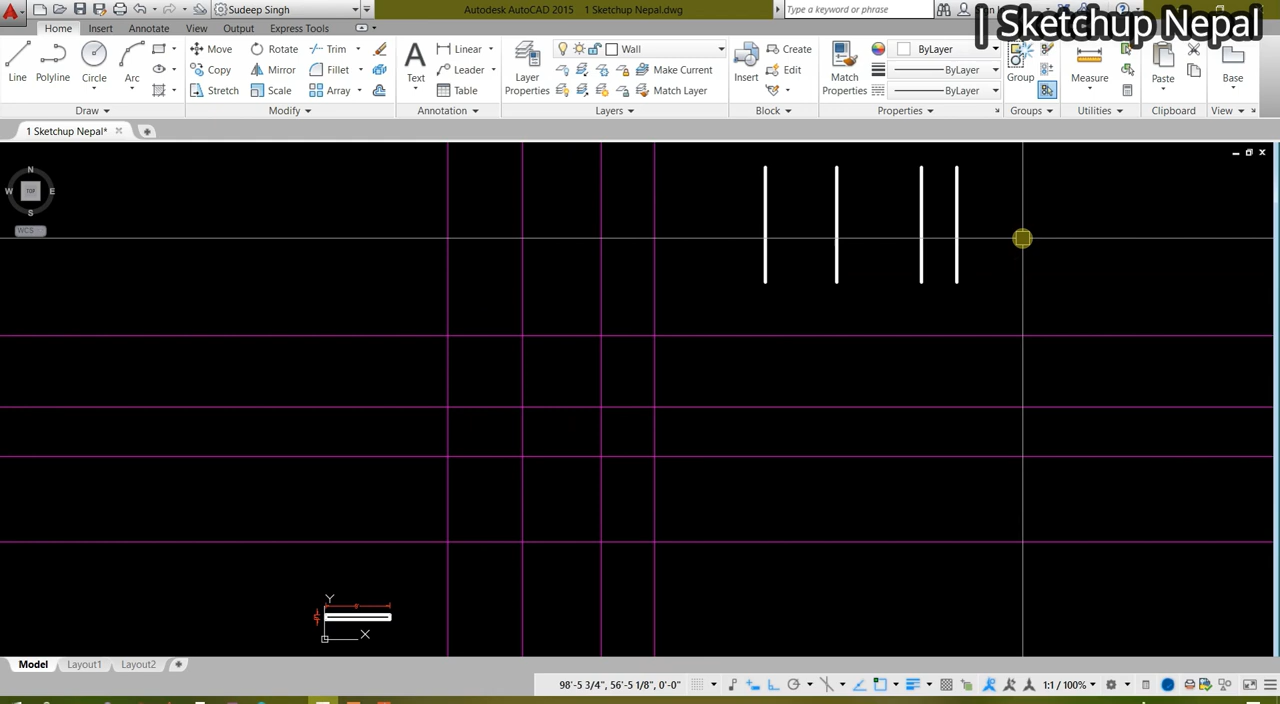 Sudeep Singh
Autodesk AutoCAD 2015 1 Sketchup Nepal.dwg
Type a keyword or phrase
| Sketchup Nepal
Home Insert Annotate View Output Express Tools
Line Polyline Circle Arc
Move Rotate Trim
Copy Mirror Fillet
Stretch Scale Array
Text
Linear
Leader
Table
Layer Properties
Wall
Make Current
Match Layer
Insert
Create
Edit
Match Properties
ByLayer
ByLayer
ByLayer
Group
Measure
Paste
Base
Draw Modify Annotation Layers Block Properties Groups Utilities Clipboard View
1 Sketchup Nepal*
N
W TOP E
S
WCS
Y
X
Model Layout1 Layout2
98'-5 3/4", 56'-5 1/8", 0'-0"
1:1 / 100%